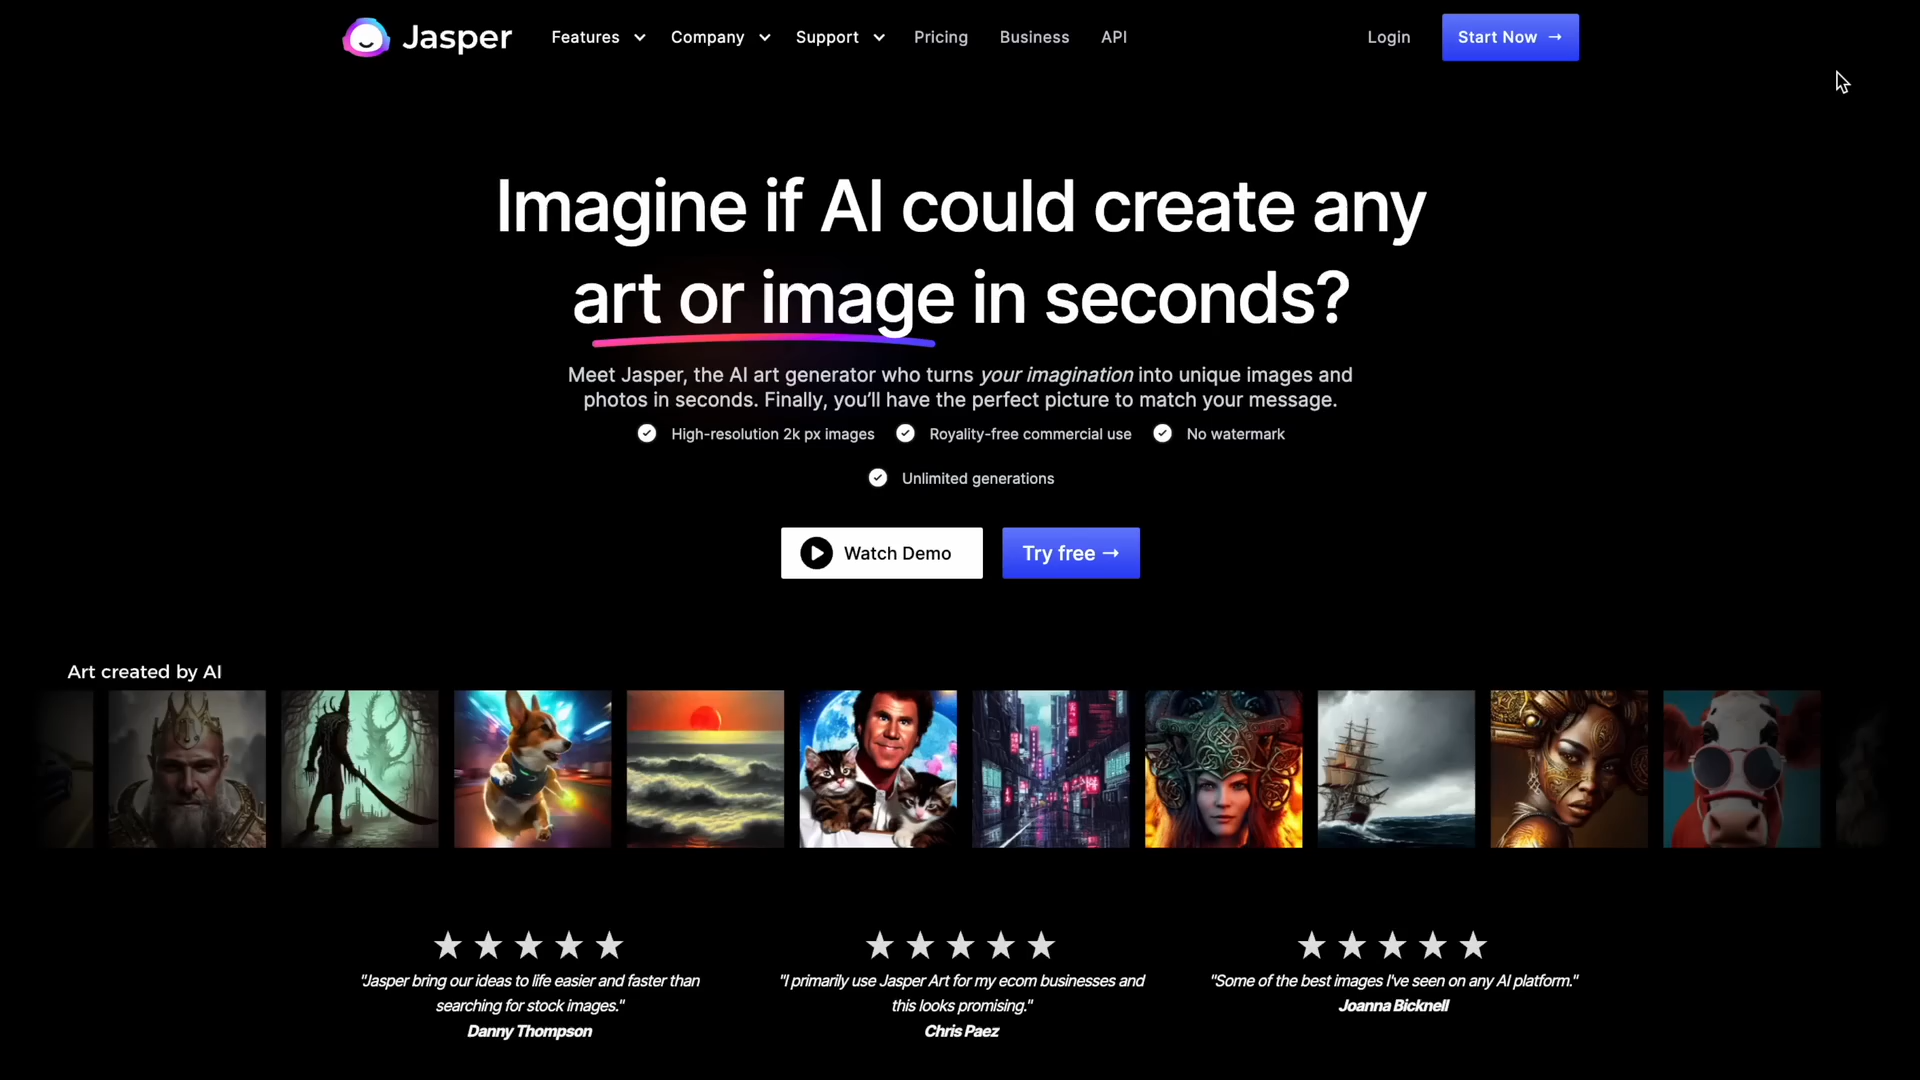 Jasper
Features
Company
Support
Pricing
Business
API
Login
Start Now →
Imagine if AI could create any
art or image in seconds?
Meet Jasper, the AI art generator who turns your imagination into unique images and
photos in seconds. Finally, you'll have the perfect picture to match your message.
High-resolution 2k px images
Royality-free commercial use
No watermark
Unlimited generations
Watch Demo
Try free →
Art created by AI
"Jasper bring our ideas to life easier and faster than
searching for stock images."
Danny Thompson
"I primarily use Jasper Art for my ecom businesses and
this looks promising."
Chris Paez
"Some of the best images I've seen on any AI platform."
Joanna Bicknell